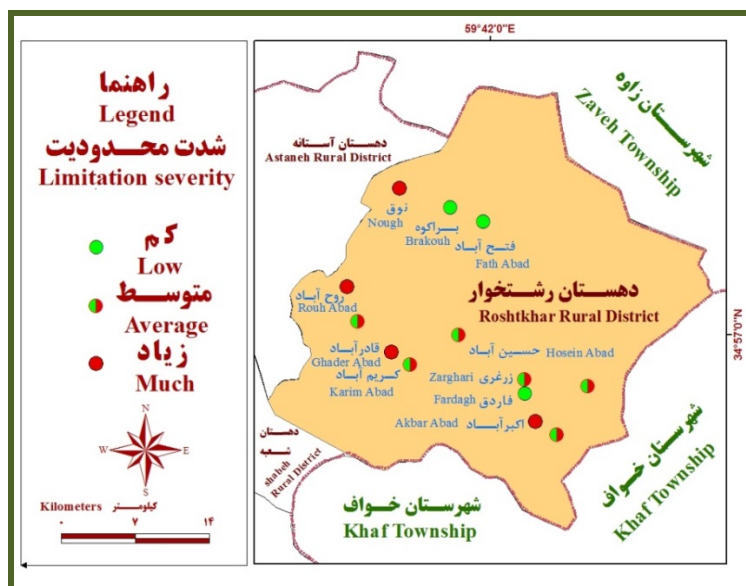 راهنما
Legend
شدت محدودیت
Limitation severity
کم
Low
متوسط
Average
زیاد
Much
N
W
E
S
Kilometers
کیلومتر
0
7
14
59°42'0"E
34°57'0"N
شهرستان زاوه
Zaveh Township
دهستان آستانه
Astaneh Rural District
نوق
Nough
براکوه
Brakouh
فتح آباد
Fath Abad
دهستان رشتخوار
Roshtkhar Rural District
روح آباد
Rouh Abad
قادرآباد
Ghader Abad
حسین آباد
Hosein Abad
کریم آباد
Karim Abad
Zarghari زرغری
Fardagh فاردق
Akbar Abad اکبرآباد
دهستان
شعبه
shabeh
Rural District
شهرستان خواف
Khaf Township
شهرستان خواف
Khaf Township